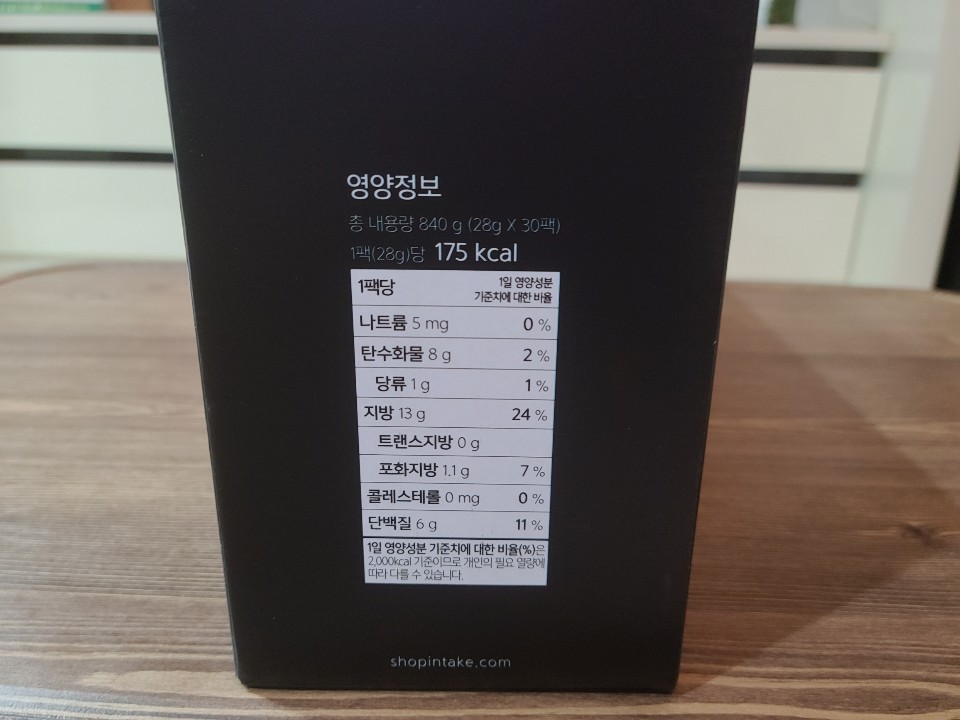 영양정보
총 내용량 840 g (28g X 30팩)
1팩(28g)당 175 kcal
1팩당 1일 영양성분
기준치에 대한 비율
나트륨 5 mg 0 %
탄수화물 8 g 2 %
당류 1 g 1 %
지방 13 g 24 %
트랜스지방 0 g
포화지방 1.1 g 7 %
콜레스테롤 0 mg 0 %
단백질 6 g 11 %
1일 영양성분 기준치에 대한 비율(%)은
2,000kcal 기준이므로 개인의 필요 열량에
따라 다를 수 있습니다.
shopintake.com